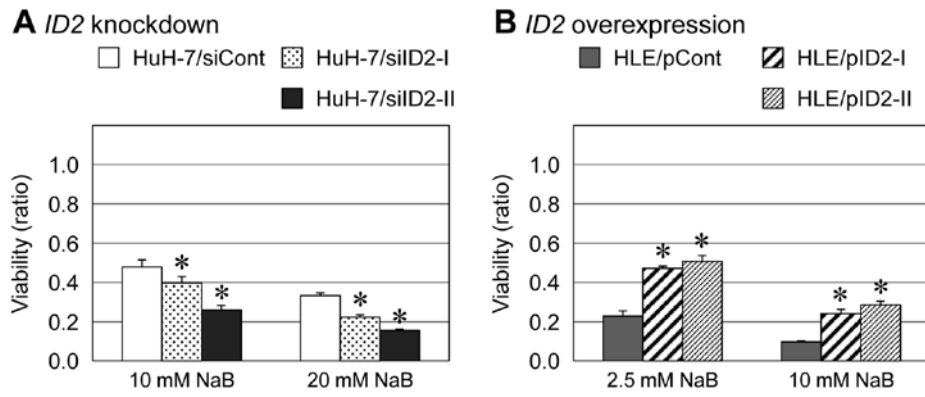 A ID2 knockdown
HuH-7/siCont
HuH-7/siID2-I
HuH-7/siID2-II
Viability (ratio)
1.0
0.8
0.6
0.4
0.2
0.0
* * * *
10 mM NaB
20 mM NaB
B ID2 overexpression
HLE/pCont
HLE/pID2-I
HLE/pID2-II
Viability (ratio)
1.0
0.8
0.6
0.4
0.2
0.0
* * * *
2.5 mM NaB
10 mM NaB